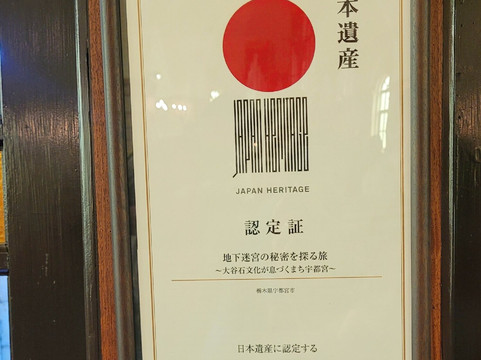 本遺産
JAPAN HERITAGE
JAPAN HERITAGE
認定証
地下迷宮の秘密を探る旅
〜大谷石文化が息づくまち宇都宮〜
栃木県宇都宮市
日本遺産に認定する